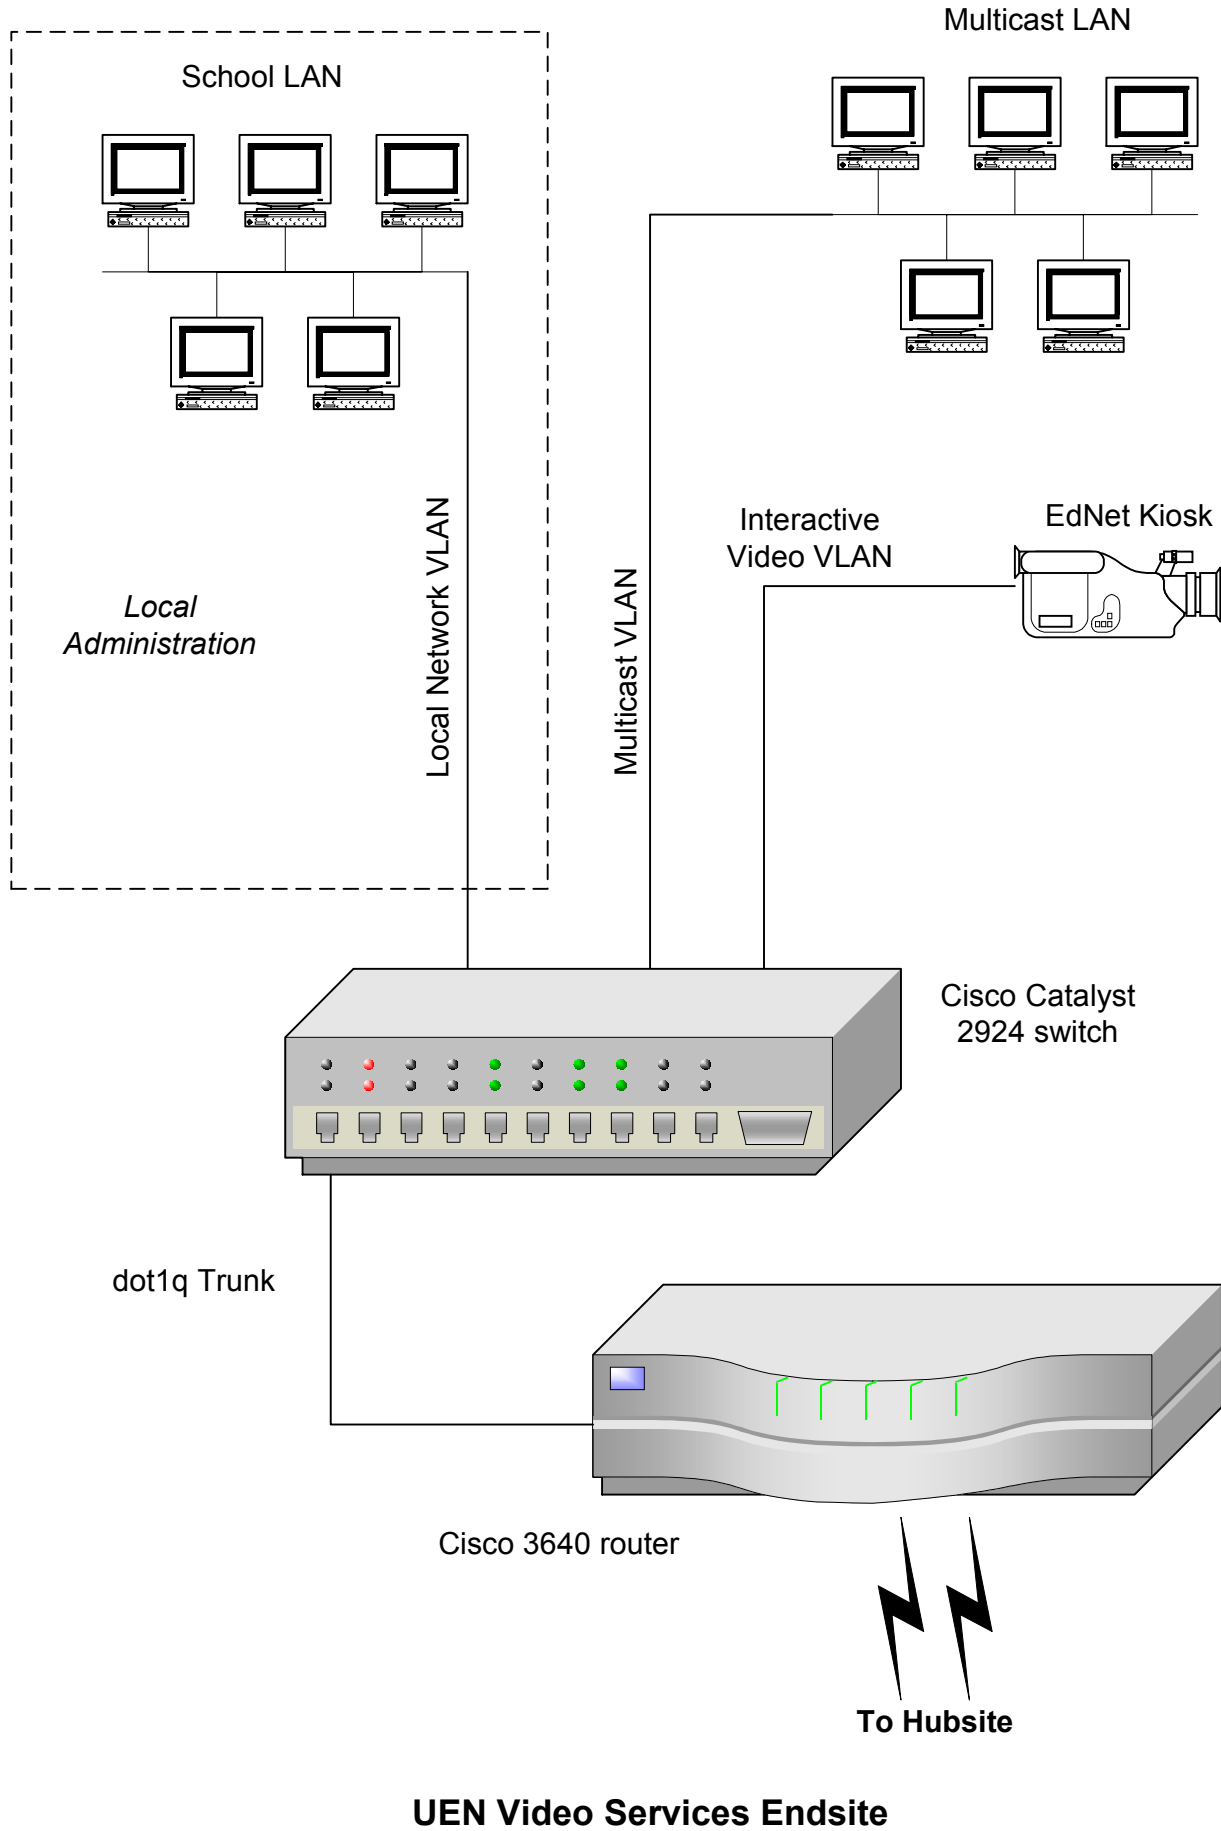 Multicast LAN
School LAN
Interactive
Video VLAN
EdNet Kiosk
Local
Administration
Local Network VLAN
Multicast VLAN
Cisco Catalyst
2924 switch
dot1q Trunk
Cisco 3640 router
To Hubsite
UEN Video Services Endsite